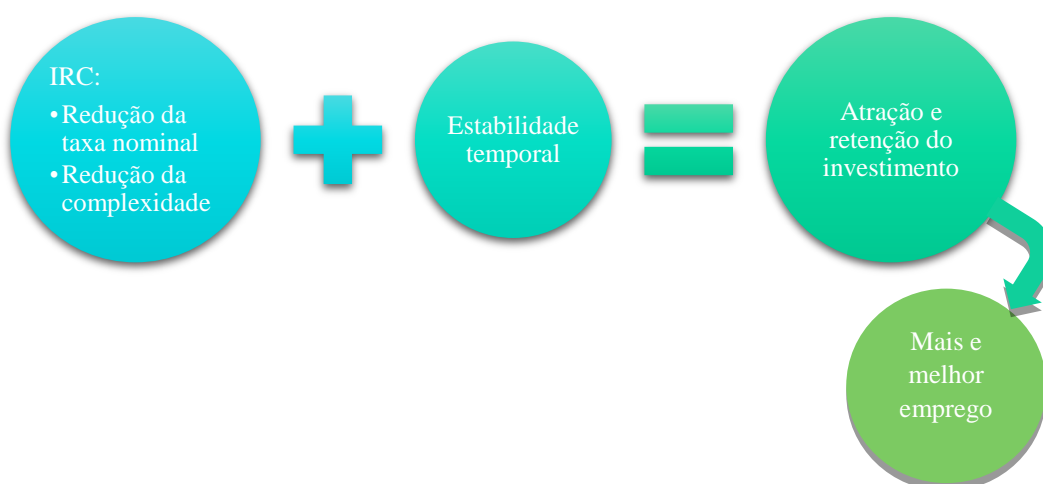 IRC:
•Redução da
taxa nominal
•Redução da
complexidade
Estabilidade
temporal
Atração e
retenção do
investimento
Mais e
melhor
emprego